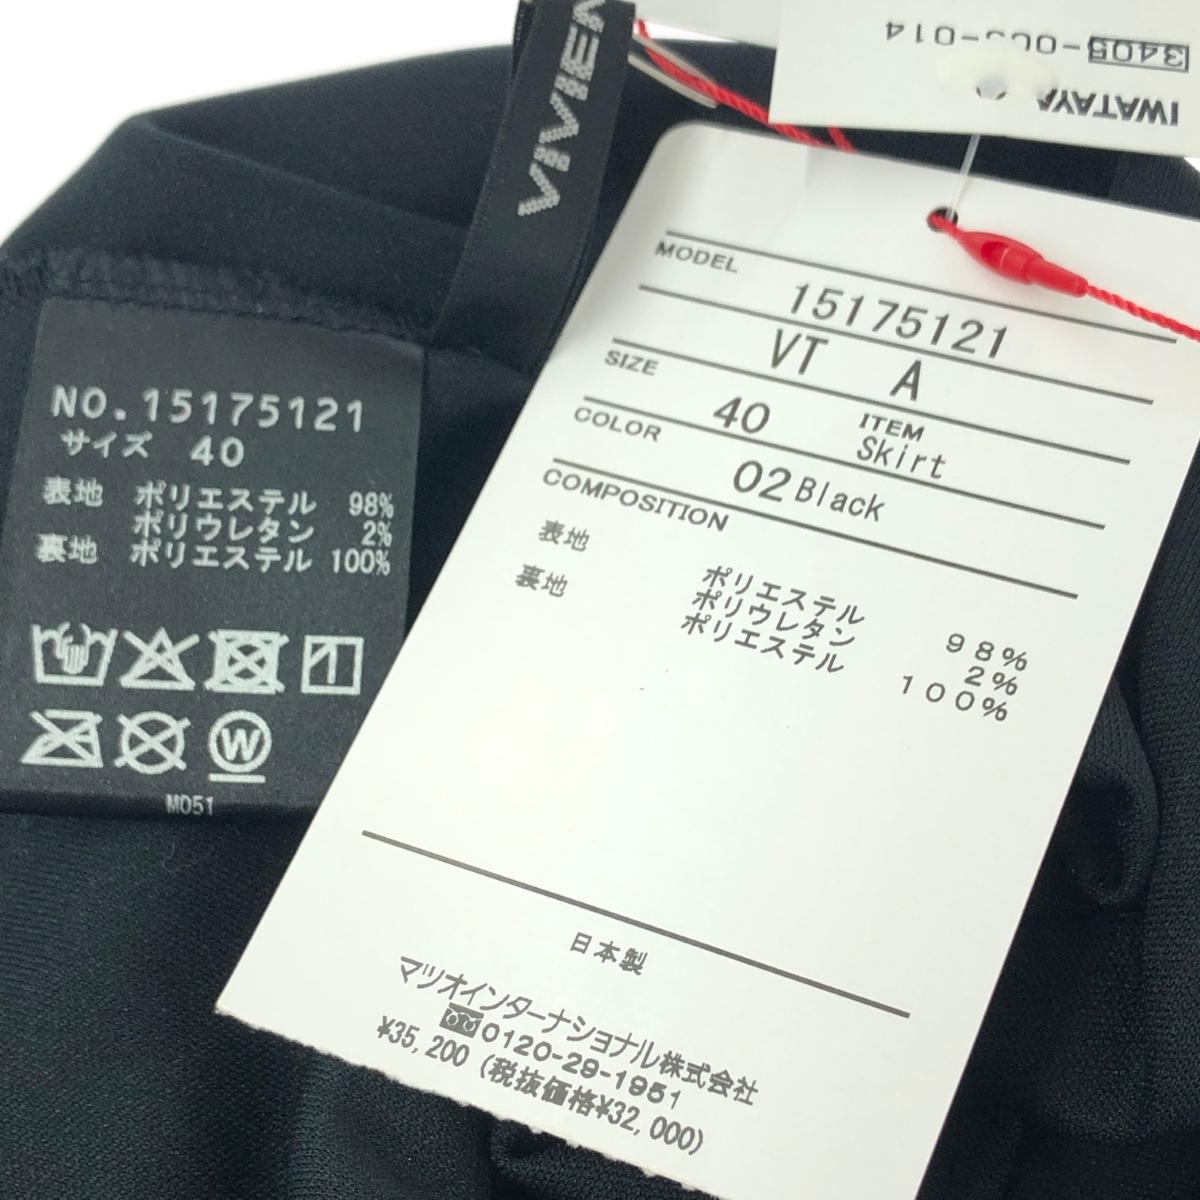 VIVIEN
3405
-014
IWATAYA
MODEL
15175121
VT A
SIZE
40
ITEM
Skirt
COLOR
02 Black
COMPOSITION
表地
裏地
ポリエステル 98%
ポリウレタン 2%
ポリエステル 100%
日本製
マツオインターナショナル株式会社
0120-29-1951
¥35,200 (税抜価格¥32,000)
NO.15175121
サイズ 40
表地 ポリエステル 98%
ポリウレタン 2%
裏地 ポリエステル 100%
W
M051